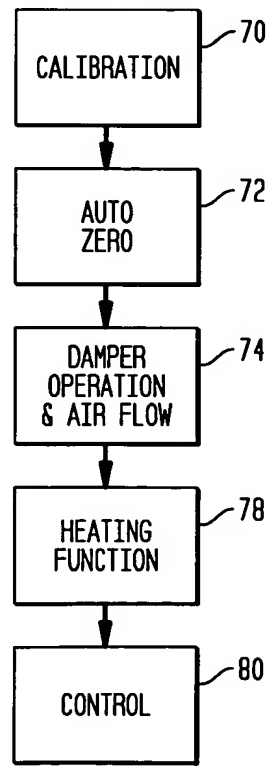 70
CALIBRATION
72
AUTO
ZERO
74
DAMPER
OPERATION
& AIR FLOW
78
HEATING
FUNCTION
80
CONTROL